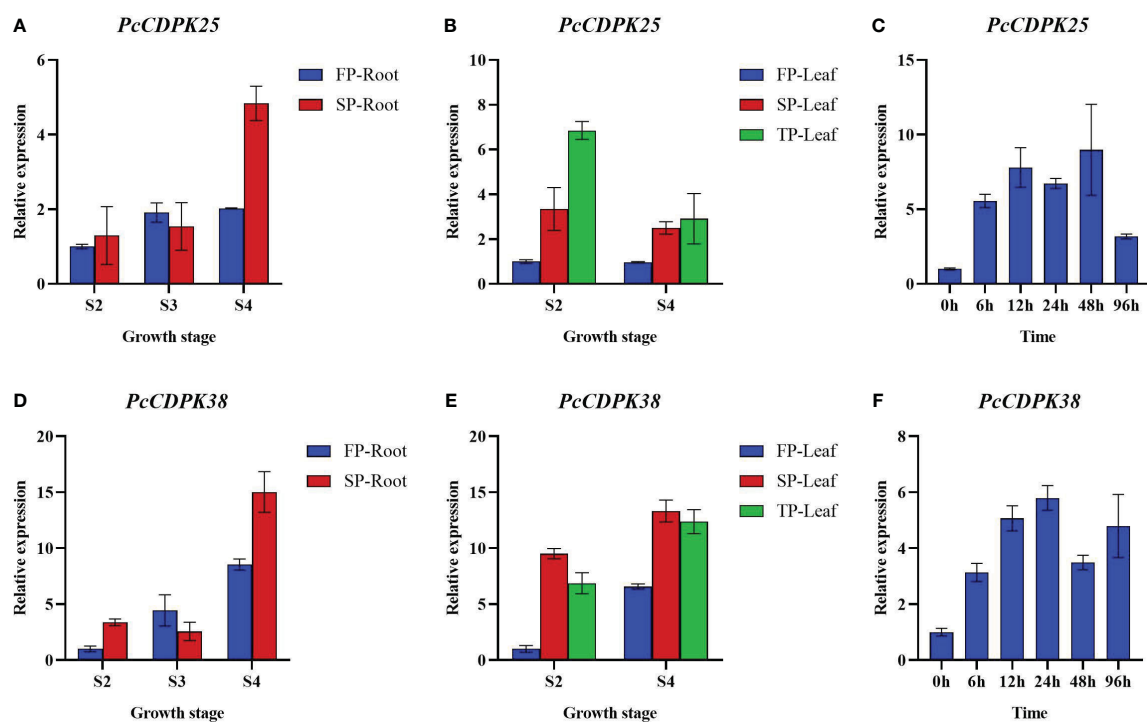 A
PcCDPK25
Relative expression
6
4
2
0
S2
S3
S4
Growth stage
FP-Root
SP-Root
B
PcCDPK25
Relative expression
10
8
6
4
2
0
S2
S4
Growth stage
FP-Leaf
SP-Leaf
TP-Leaf
C
PcCDPK25
Relative expression
15
10
5
0
0h 6h 12h 24h 48h 96h
Time
D
PcCDPK38
Relative expression
20
15
10
5
0
S2
S3
S4
Growth stage
FP-Root
SP-Root
E
PcCDPK38
Relative expression
20
15
10
5
0
S2
S4
Growth stage
FP-Leaf
SP-Leaf
TP-Leaf
F
PcCDPK38
Relative expression
8
6
4
2
0
0h 6h 12h 24h 48h 96h
Time